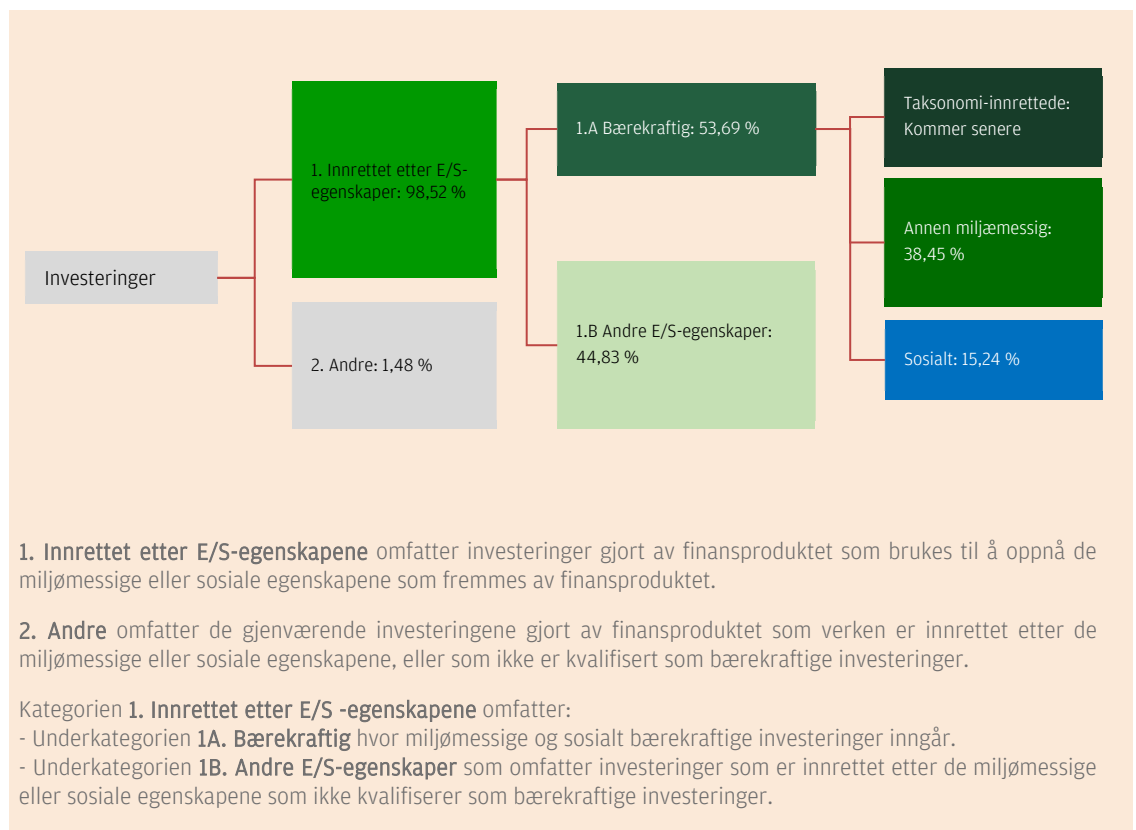 Investeringer
1. Innrettet etter E/S-
egenskaper: 98,52 %
2. Andre: 1,48 %
1.A Bærekraftig: 53,69 %
1.B Andre E/S-egenskaper:
44,83 %
Taksonomi-innrettede:
Kommer senere
Annen miljæmessig:
38,45 %
Sosialt: 15,24 %
1. Innrettet etter E/S-egenskapene omfatter investeringer gjort av finansproduktet som brukes til å oppnå de
miljømessige eller sosiale egenskapene som fremmes av finansproduktet.
2. Andre omfatter de gjenværende investeringene gjort av finansproduktet som verken er innrettet etter de
miljømessige eller sosiale egenskapene, eller som ikke er kvalifisert som bærekraftige investeringer.
Kategorien 1. Innrettet etter E/S -egenskapene omfatter:
- Underkategorien 1A. Bærekraftig hvor miljømessige og sosialt bærekraftige investeringer inngår.
- Underkategorien 1B. Andre E/S-egenskaper som omfatter investeringer som er innrettet etter de miljømessige
eller sosiale egenskapene som ikke kvalifiserer som bærekraftige investeringer.